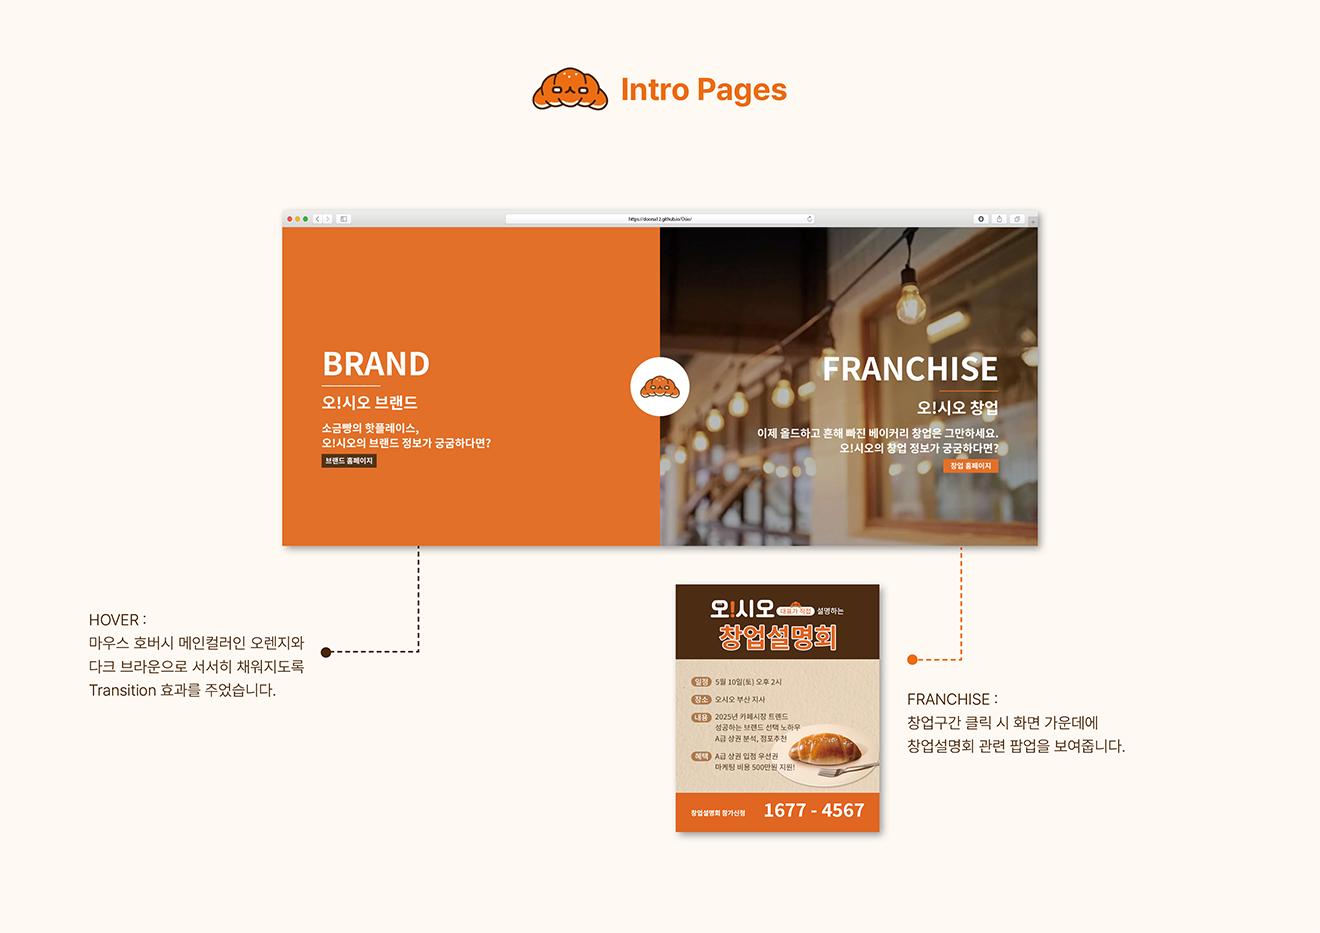 Intro Pages
BRAND
오!시오 브랜드
소금빵의 핫플레이스,
오!시오의 브랜드 정보가 궁금하다면?
브랜드 홈페이지
FRANCHISE
오!시오 창업
이제 올드하고 흔해 빠진 베이커리 창업은 그만하세요.
오!시오의 창업 정보가 궁금하다면?
창업 홈페이지
HOVER :
마우스 호버시 메인컬러인 오렌지와
다크 브라운으로 서서히 채워지도록
Transition 효과를 주었습니다.
오!시오 대표가 직접 설명하는
창업설명회
일정 5월 10일(토) 오후 2시
장소 오시오 부산 지사
내용 2025년 카페시장 트렌드
성공하는 브랜드 선택 노하우
A급 상권 분석, 점포추천
혜택 A급 상권 입점 우선권
마케팅 비용 500만원 지원!
창업설명회 참가신청 1677 - 4567
FRANCHISE :
창업구간 클릭 시 화면 가운데에
창업설명회 관련 팝업을 보여줍니다.